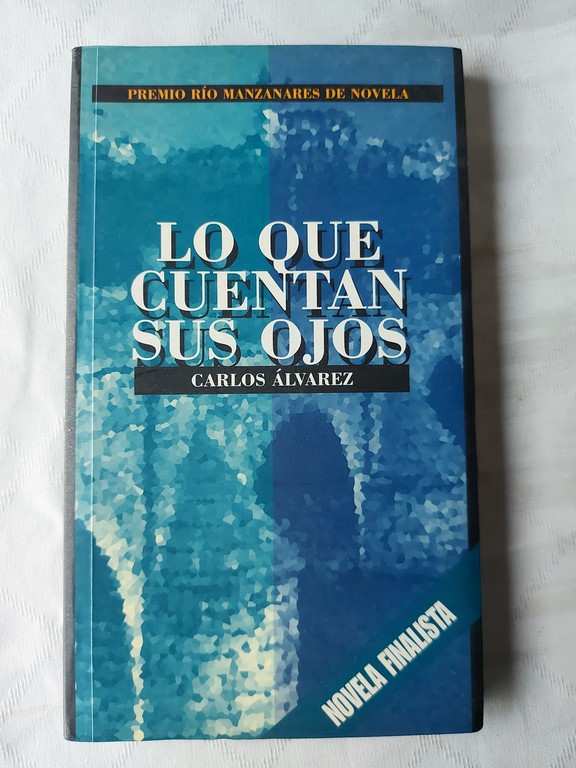 PREMIO RÍO MANZANARES DE NOVELA
LO QUE
CUENTAN
SUS OJOS
CARLOS ÁLVAREZ
NOVELA FINALISTA